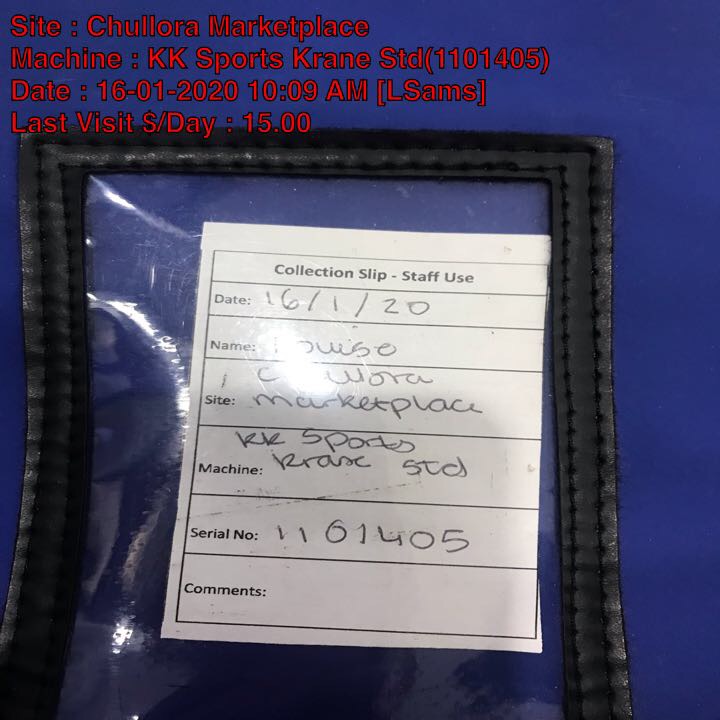 Site : Chullora Marketplace
Machine : KK Sports Krane Std(1101405)
Date : 16-01-2020 10:09 AM [LSams]
Last Visit $/Day : 15.00
Collection Slip - Staff Use
Date: 16/1/20
Name: Louise
Site: Marketplace
KK Sports
Machine: Krane Std
Serial No: 1101405
Comments: